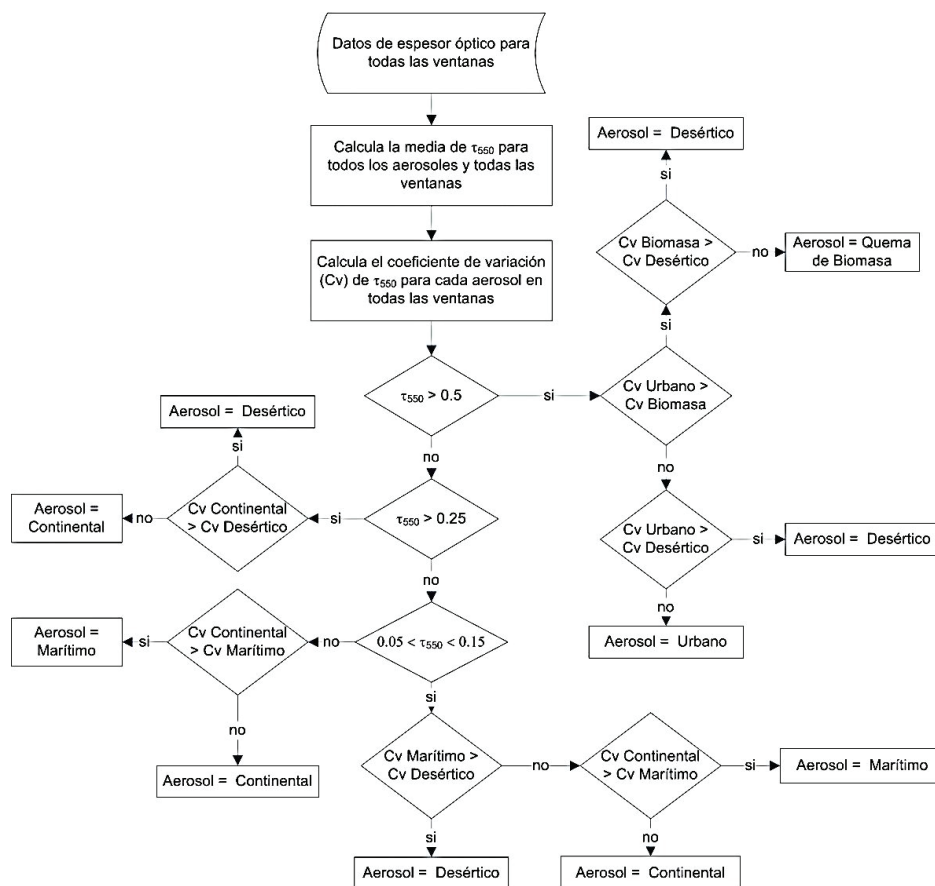 Datos de espesor óptico para
todas las ventanas
Calcula la media de τ₅₅₀ para
todos los aerosoles y todas las
ventanas
Calcula el coeficiente de variación
(Cv) de τ₅₅₀ para cada aerosol en
todas las ventanas
τ₅₅₀ > 0.5
si
Cv Urbano >
Cv Biomasa
si
Cv Biomasa >
Cv Desértico
si
Aerosol = Desértico
no
Aerosol = Quema
de Biomasa
no
Cv Urbano >
Cv Desértico
si
Aerosol = Desértico
no
Aerosol = Urbano
no
τ₅₅₀ > 0.25
si
Cv Continental
> Cv Desértico
si
Aerosol = Desértico
no
Aerosol =
Continental
no
0.05 < τ₅₅₀ < 0.15
no
Cv Continental
> Cv Marítimo
si
Aerosol =
Marítimo
no
Aerosol = Continental
si
Cv Marítimo >
Cv Desértico
si
Aerosol = Desértico
no
Cv Continental
> Cv Marítimo
si
Aerosol = Marítimo
no
Aerosol = Continental